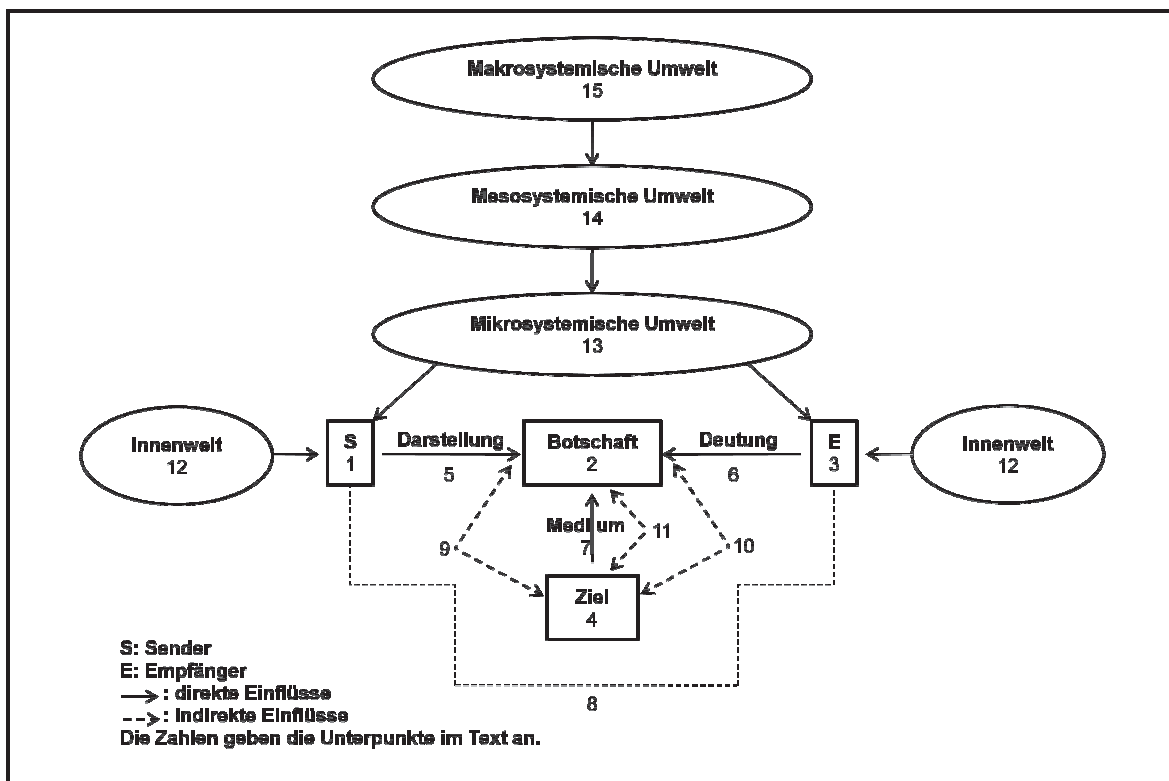 Makrosystemische Umwelt
15
Mesosystemische Umwelt
14
Mikrosystemische Umwelt
13
Innenwelt
12
S
1
Darstellung
5
Botschaft
2
Deutung
6
E
3
Innenwelt
12
Medium
7
9
11
10
Ziel
4
8
S: Sender
E: Empfänger
: direkte Einflüsse
: indirekte Einflüsse
Die Zahlen geben die Unterpunkte im Text an.